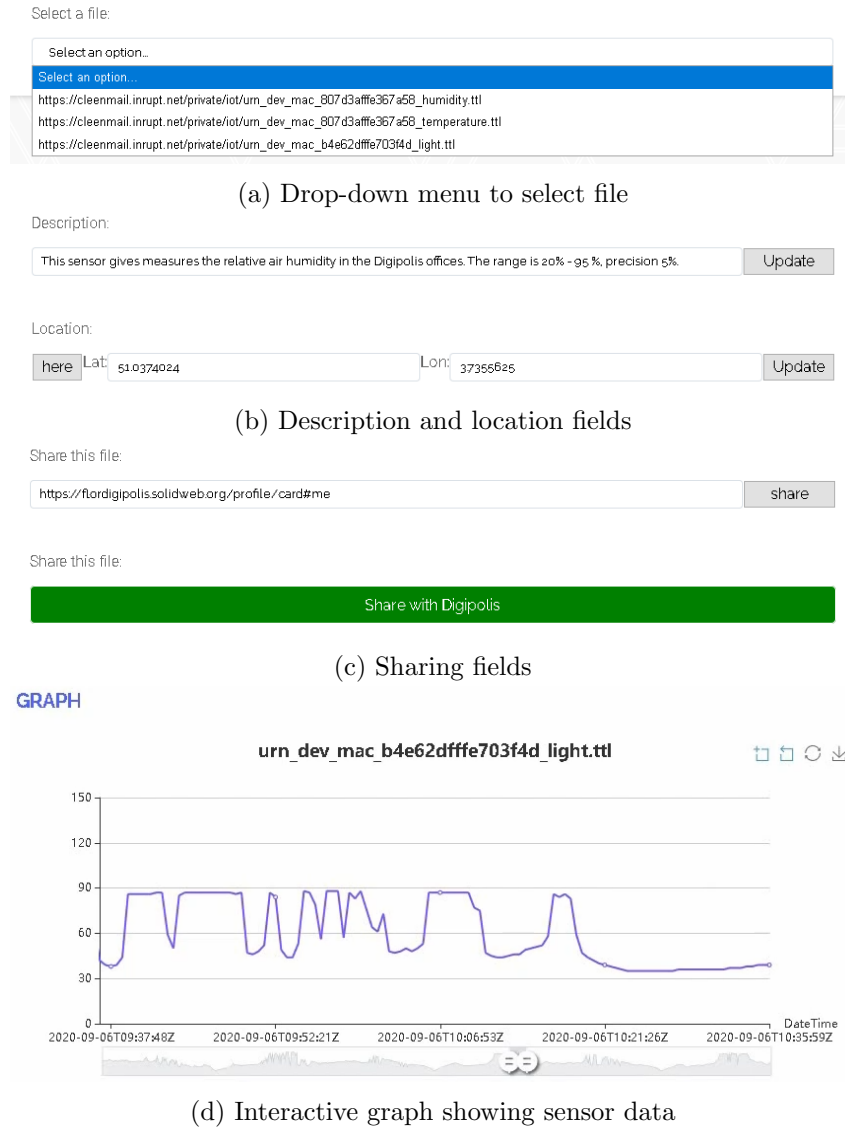 Select a file:
Select an option...
Select an option...
https://cleenmail.inrupt.net/private/iot/urn_dev_mac_807d3afffe367a58_humidity.ttl
https://cleenmail.inrupt.net/private/iot/urn_dev_mac_807d3afffe367a58_temperature.ttl
https://cleenmail.inrupt.net/private/iot/urn_dev_mac_b4e62dfffe703f4d_light.ttl
(a) Drop-down menu to select file
Description:
This sensor gives measures the relative air humidity in the Digipolis offices. The range is 20% - 95 %, precision 5%. Update
Location:
here Lat: 51.0374024 Lon: 37355625 Update
(b) Description and location fields
Share this file:
https://flordigipolis.solidweb.org/profile/card#me share
Share this file:
Share with Digipolis
(c) Sharing fields
GRAPH
urn_dev_mac_b4e62dfffe703f4d_light.ttl
150
120
90
60
30
0
DateTime
2020-09-06T09:37:48Z 2020-09-06T09:52:21Z 2020-09-06T10:06:53Z 2020-09-06T10:21:26Z 2020-09-06T10:35:59Z
(d) Interactive graph showing sensor data